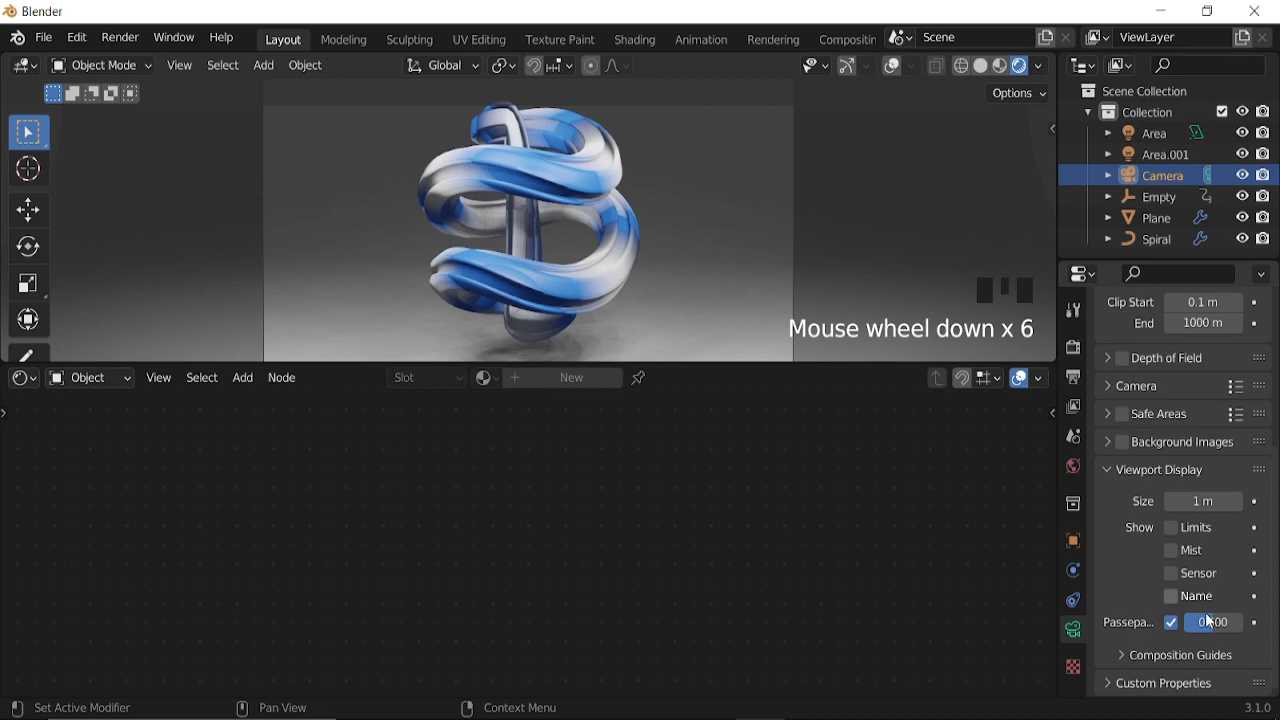 Blender
File Edit Render Window Help Layout Modeling Sculpting UV Editing Texture Paint Shading Animation Rendering Compositin Scene ViewLayer
Object Mode View Select Add Object Global
Options
Scene Collection
Collection
Area
Area.001
Camera
Empty
Plane
Spiral
Mouse wheel down x 6
Clip Start 0.1 m
End 1000 m
Depth of Field
Camera
Safe Areas
Background Images
Viewport Display
Size 1 m
Show Limits
Mist
Sensor
Name
Passepa...
Composition Guides
Custom Properties
Object View Select Add Node Slot New
Set Active Modifier Pan View Context Menu 3.1.0